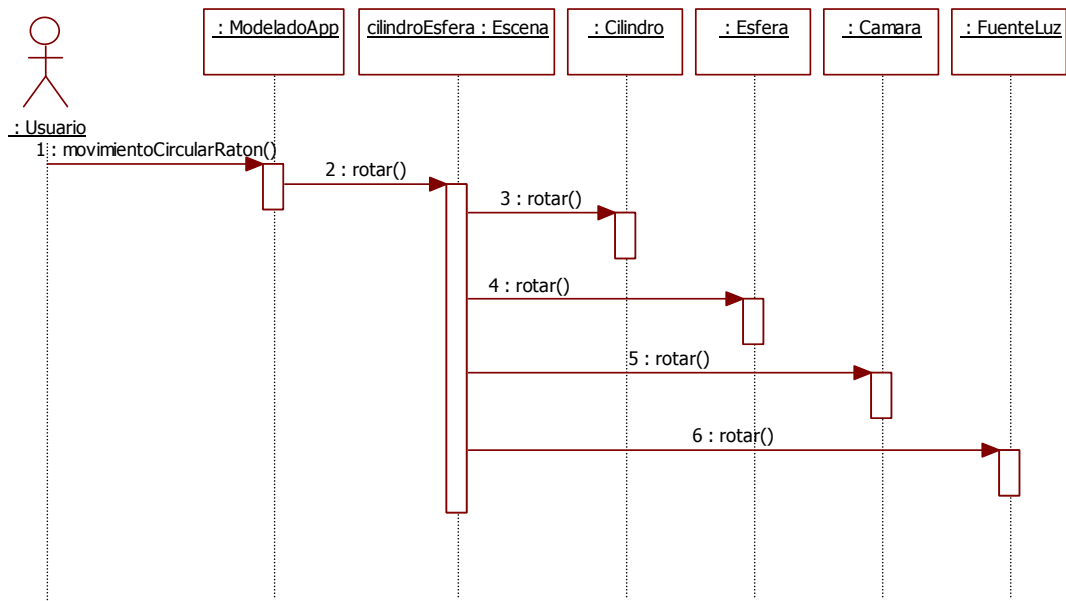 : ModeladoApp
cilindroEsfera : Escena
: Cilindro
: Esfera
: Camara
: FuenteLuz
: Usuario
1 : movimientoCircularRaton()
2 : rotar()
3 : rotar()
4 : rotar()
5 : rotar()
6 : rotar()